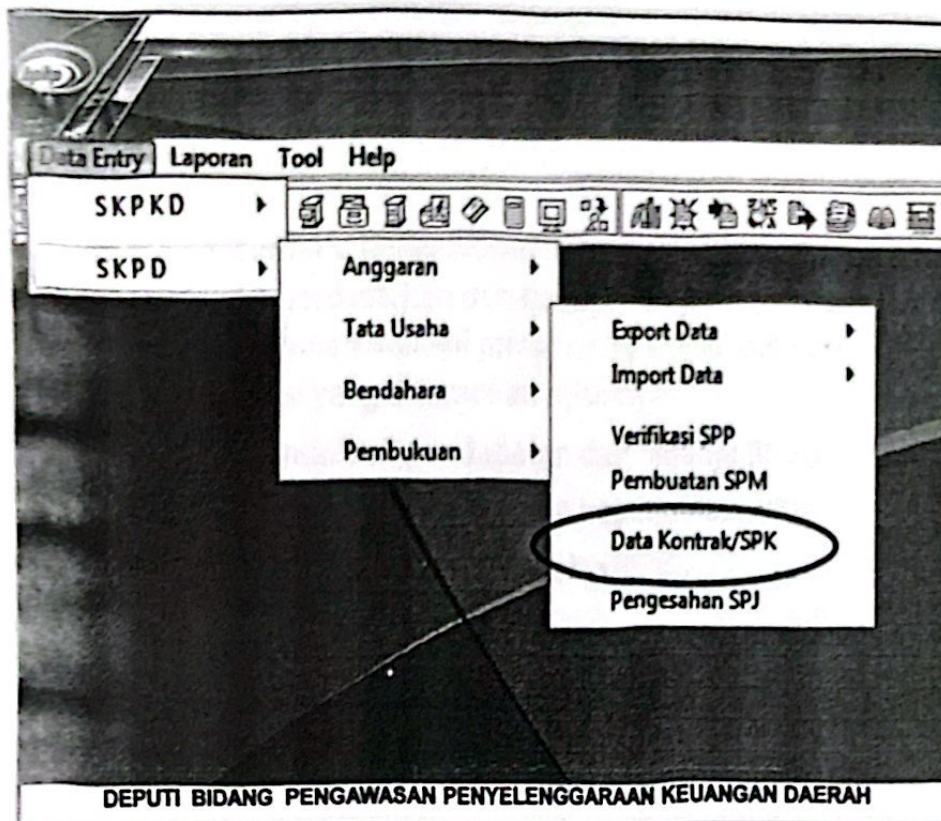 Data Entry Laporan Tool Help
SKPKD
SKPD
Anggaran
Tata Usaha
Bendahara
Pembukuan
Export Data
Import Data
Verifikasi SPP
Pembuatan SPM
Data Kontrak/SPK
Pengesahan SPJ
DEPUTI BIDANG PENGAWASAN PENYELENGGARAAN KEUANGAN DAERAH